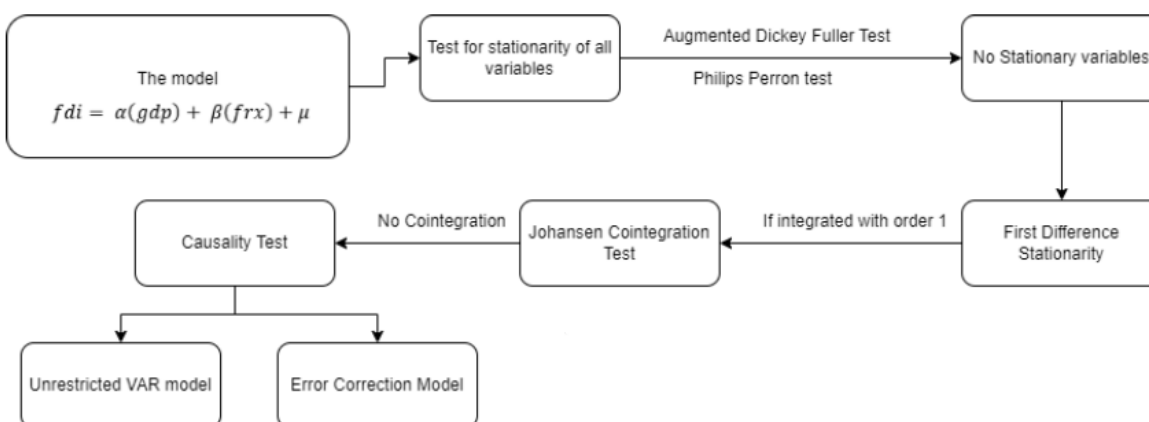 The model
𝑓𝑑𝑖 = 𝛼(𝑔𝑑𝑝) + 𝛽(𝑓𝑟𝑥) + 𝜇
Test for stationarity of all
variables
Augmented Dickey Fuller Test
Philips Perron test
No Stationary variables
First Difference
Stationarity
If integrated with order 1
Johansen Cointegration
Test
No Cointegration
Causality Test
Unrestricted VAR model
Error Correction Model